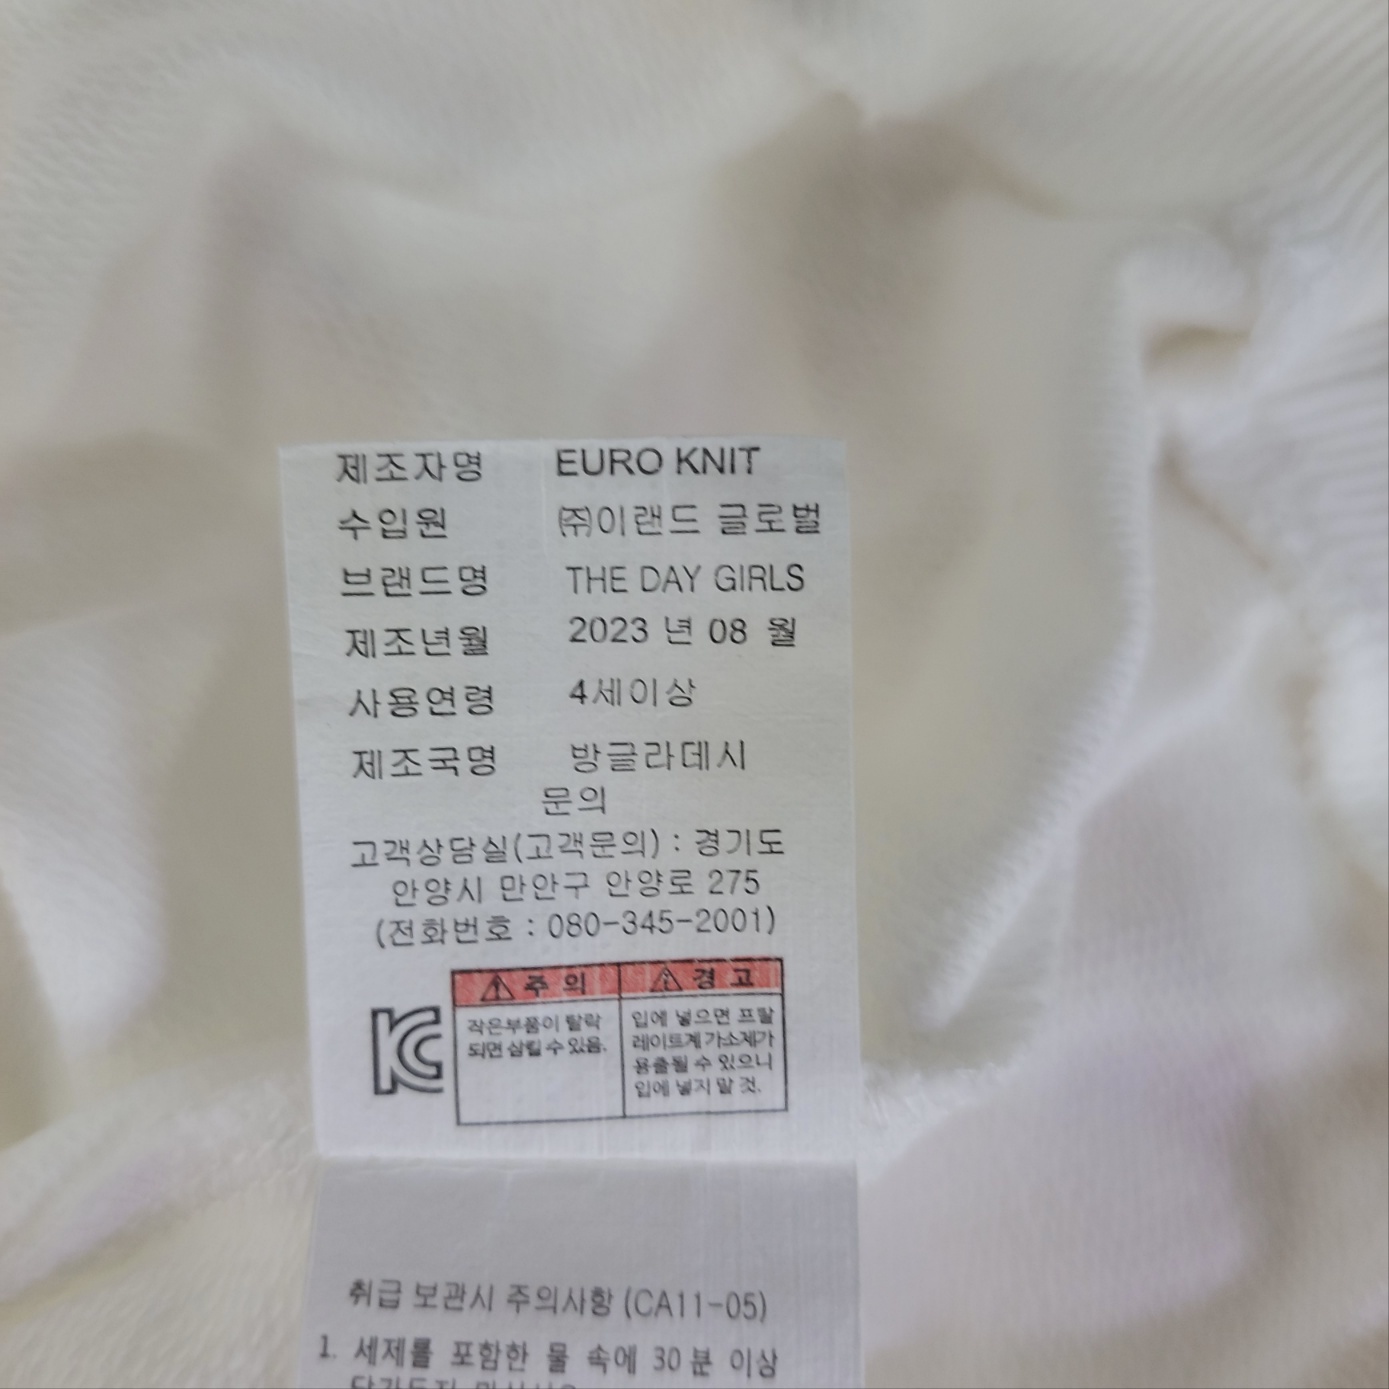 제조자명 EURO KNIT
수입원 ㈜이랜드 글로벌
브랜드명 THE DAY GIRLS
제조년월 2023 년 08 월
사용연령 4세이상
제조국명 방글라데시
문의
고객상담실(고객문의) : 경기도
안양시 만안구 안양로 275
(전화번호 : 080-345-2001)
⚠ 주 의
작은부품이 탈락
되면 삼킬 수 있음.
⚠ 경 고
입에 넣으면 프탈
레이트계 가소제가
용출될 수 있으니
입에 넣지 말 것.
KC
취급 보관시 주의사항 (CA11-05)
1. 세제를 포함한 물 속에 30분 이상